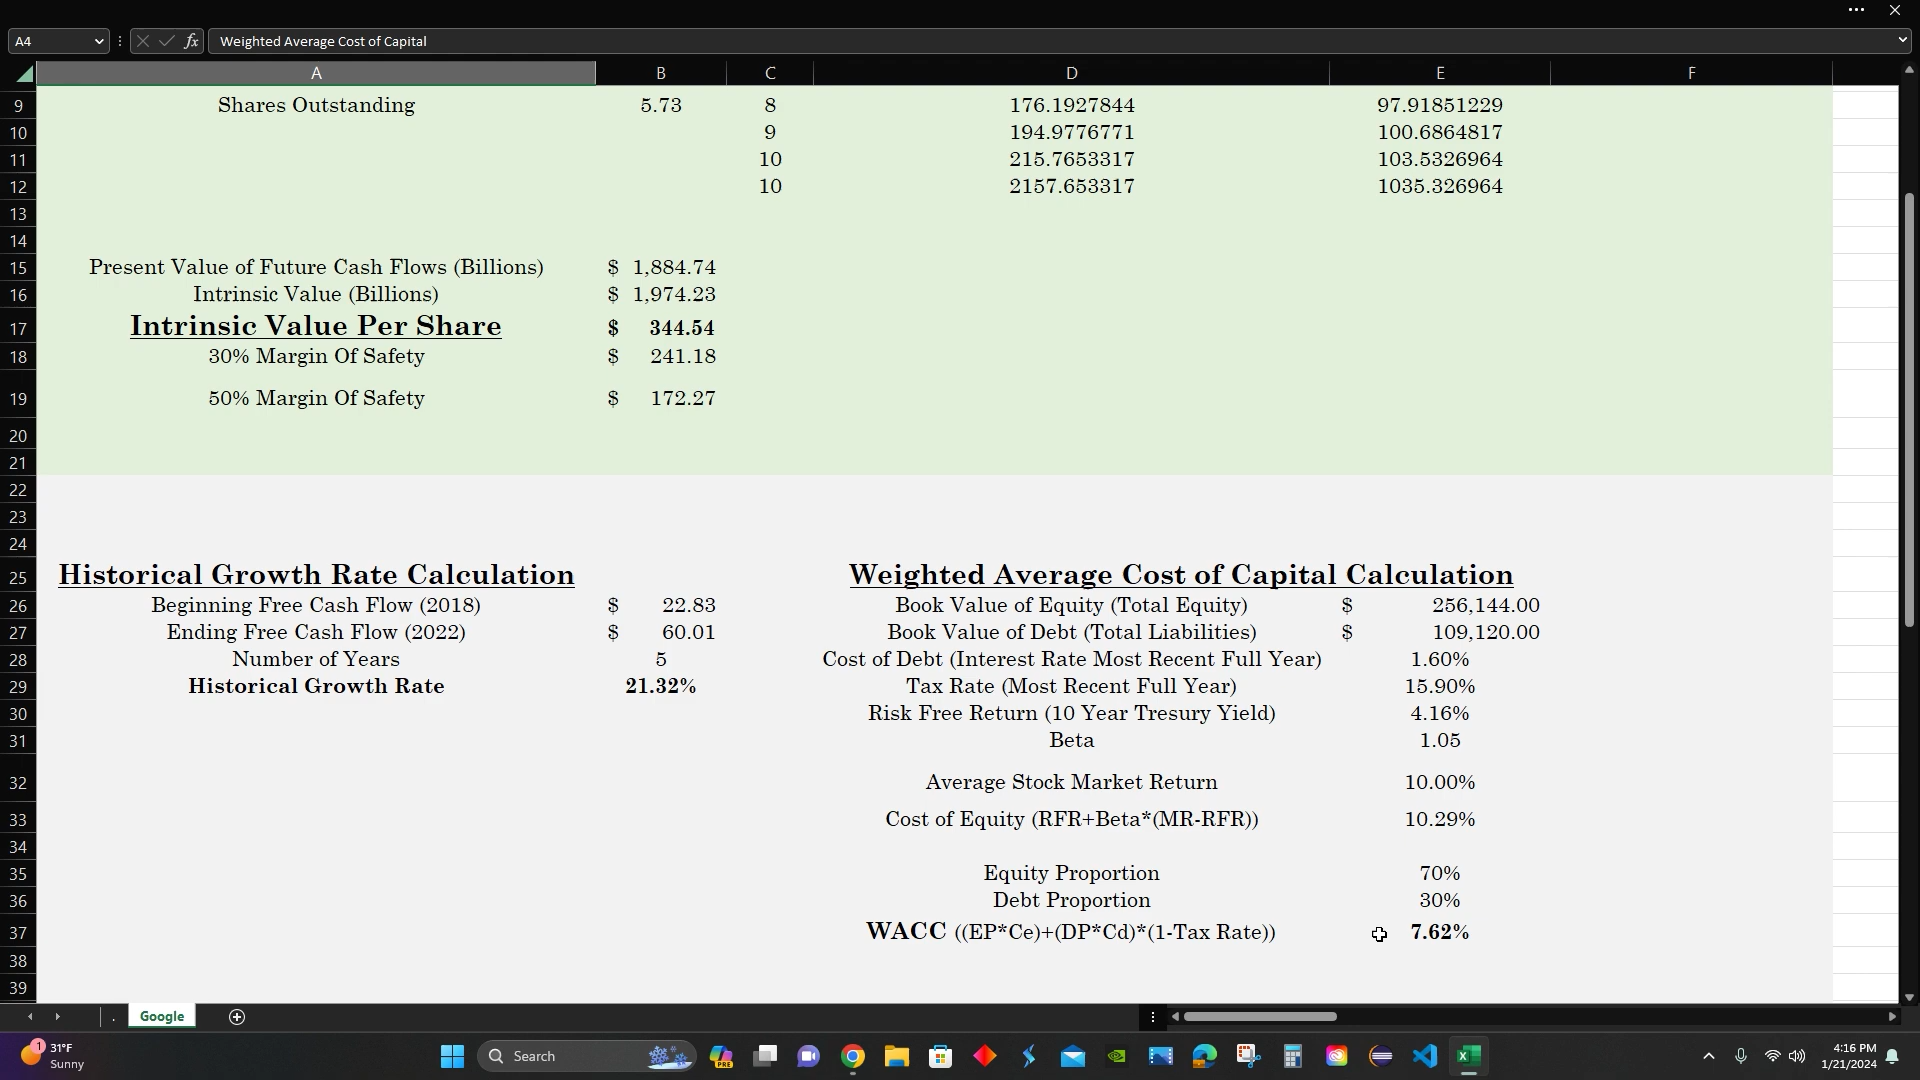 A4
fx
Weighted Average Cost of Capital
A B C D E F
9 Shares Outstanding 5.73 8 176.1927844 97.91851229
10 9 194.9776771 100.6864817
11 10 215.7653317 103.5326964
12 10 2157.653317 1035.326964
13
14
15 Present Value of Future Cash Flows (Billions) $ 1,884.74
16 Intrinsic Value (Billions) $ 1,974.23
17 Intrinsic Value Per Share $ 344.54
18 30% Margin Of Safety $ 241.18
19 50% Margin Of Safety $ 172.27
20
21
22
23
24
25 Historical Growth Rate Calculation Weighted Average Cost of Capital Calculation
26 Beginning Free Cash Flow (2018) $ 22.83 Book Value of Equity (Total Equity) $ 256,144.00
27 Ending Free Cash Flow (2022) $ 60.01 Book Value of Debt (Total Liabilities) $ 109,120.00
28 Number of Years 5 Cost of Debt (Interest Rate Most Recent Full Year) 1.60%
29 Historical Growth Rate 21.32% Tax Rate (Most Recent Full Year) 15.90%
30 Risk Free Return (10 Year Tresury Yield) 4.16%
31 Beta 1.05
32 Average Stock Market Return 10.00%
33 Cost of Equity (RFR+Beta*(MR-RFR)) 10.29%
34
35 Equity Proportion 70%
36 Debt Proportion 30%
37 WACC ((EP*Ce)+(DP*Cd)*(1-Tax Rate)) 7.62%
38
39
. Google
1 31°F
Sunny
Search
PRE
4:16 PM
1/21/2024